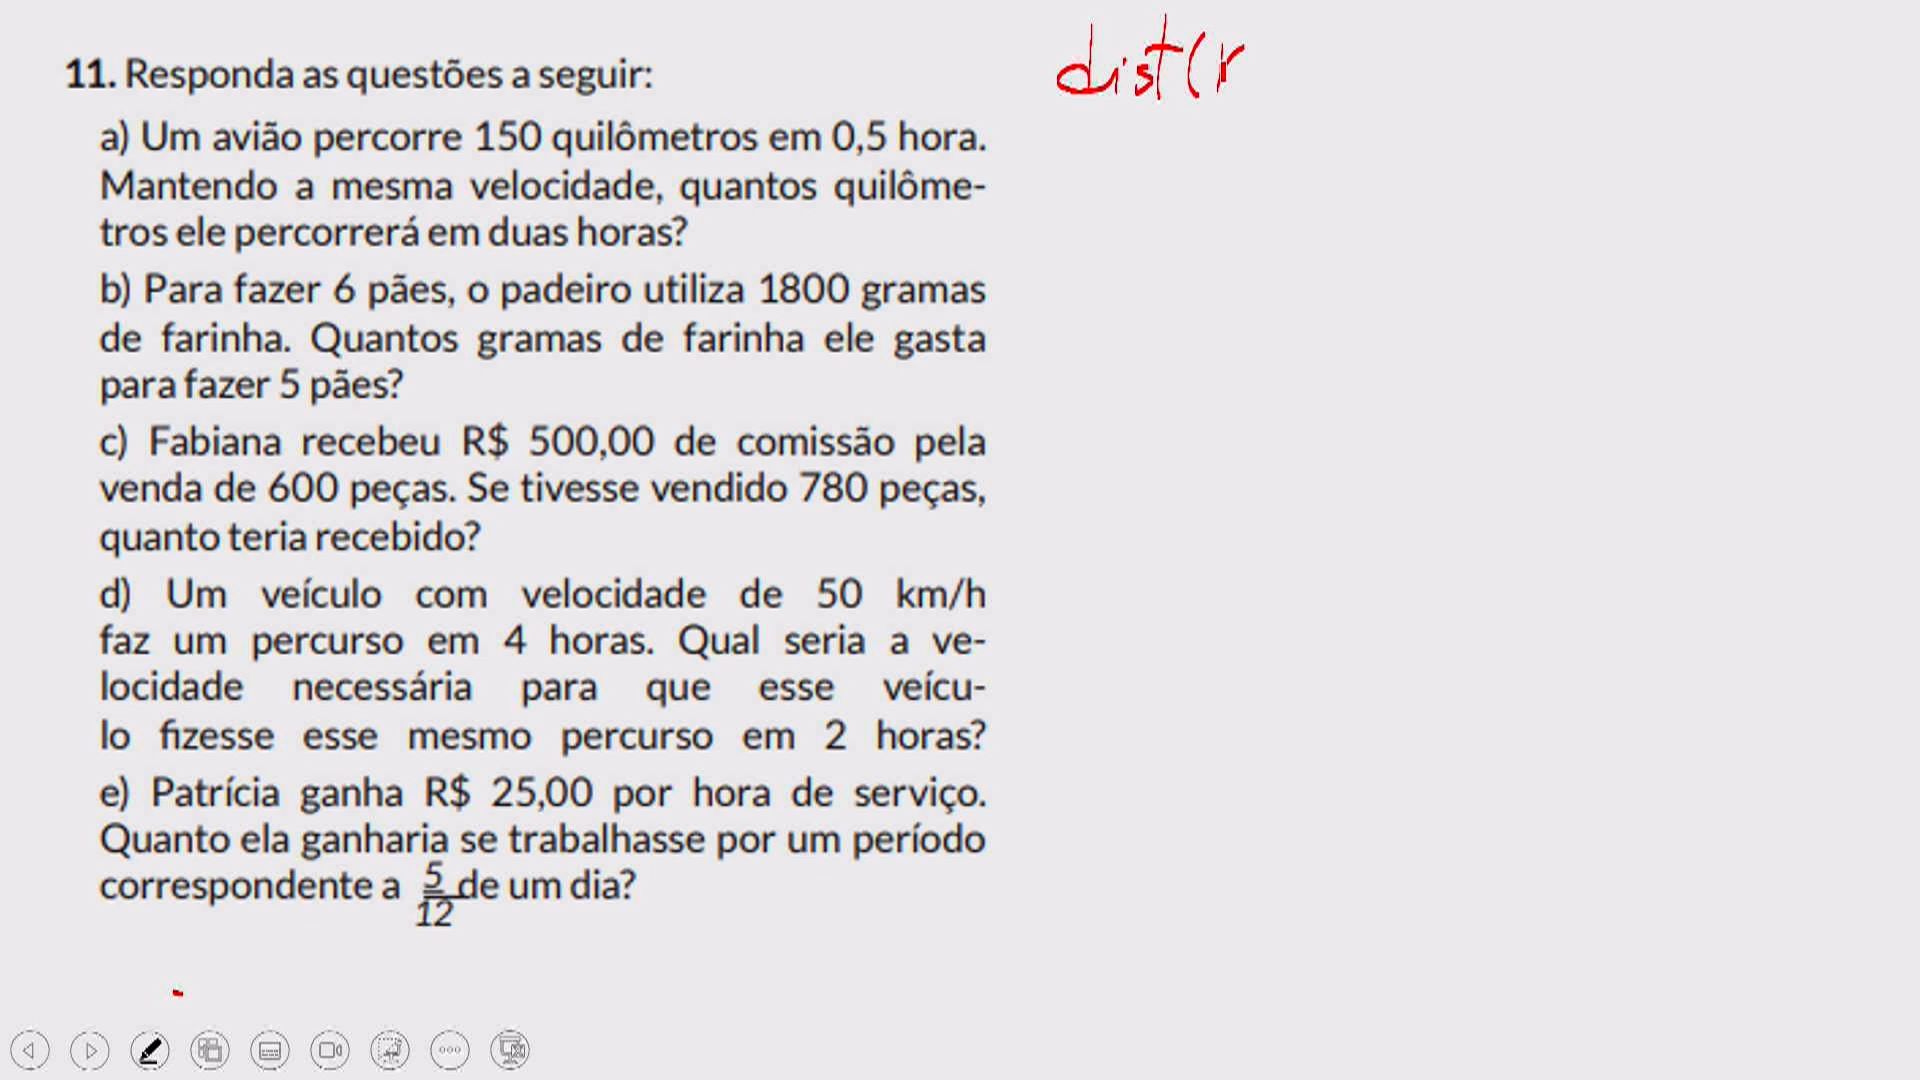 11. Responda as questões a seguir:
a) Um avião percorre 150 quilômetros em 0,5 hora.
Mantendo a mesma velocidade, quantos quilôme-
tros ele percorrerá em duas horas?
b) Para fazer 6 pães, o padeiro utiliza 1800 gramas
de farinha. Quantos gramas de farinha ele gasta
para fazer 5 pães?
c) Fabiana recebeu R$ 500,00 de comissão pela
venda de 600 peças. Se tivesse vendido 780 peças,
quanto teria recebido?
d) Um veículo com velocidade de 50 km/h
faz um percurso em 4 horas. Qual seria a ve-
locidade necessária para que esse veícu-
lo fizesse esse mesmo percurso em 2 horas?
e) Patrícia ganha R$ 25,00 por hora de serviço.
Quanto ela ganharia se trabalhasse por um período
correspondente a 5/12 de um dia?
dist(r